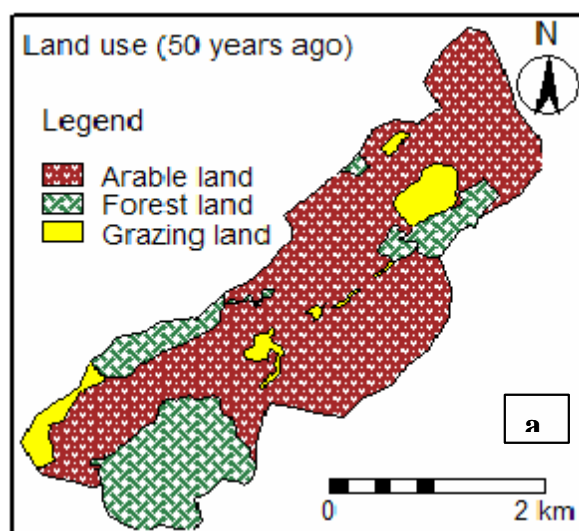 Land use (50 years ago)
N
Legend
Arable land
Forest land
Grazing land
a
0 2 km